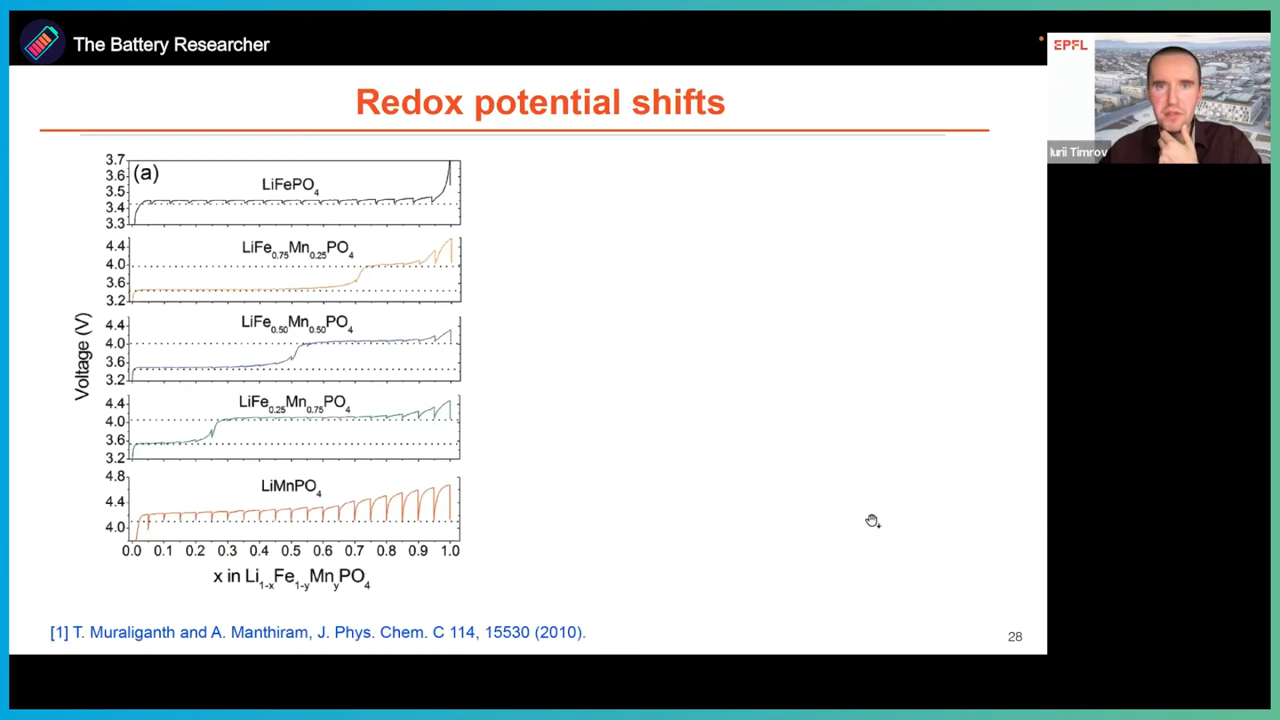 The Battery Researcher
EPFL
Iurii Timrov
Redox potential shifts
(a)
LiFePO4
3.7
3.6
3.5
3.4
3.3
LiFe0.75Mn0.25PO4
4.4
4.0
3.6
3.2
LiFe0.50Mn0.50PO4
4.4
4.0
3.6
3.2
LiFe0.25Mn0.75PO4
4.4
4.0
3.6
3.2
LiMnPO4
4.8
4.4
4.0
Voltage (V)
0.0 0.1 0.2 0.3 0.4 0.5 0.6 0.7 0.8 0.9 1.0
x in Li1-xFe1-yMnyPO4
[1] T. Muraliganth and A. Manthiram, J. Phys. Chem. C 114, 15530 (2010).
28